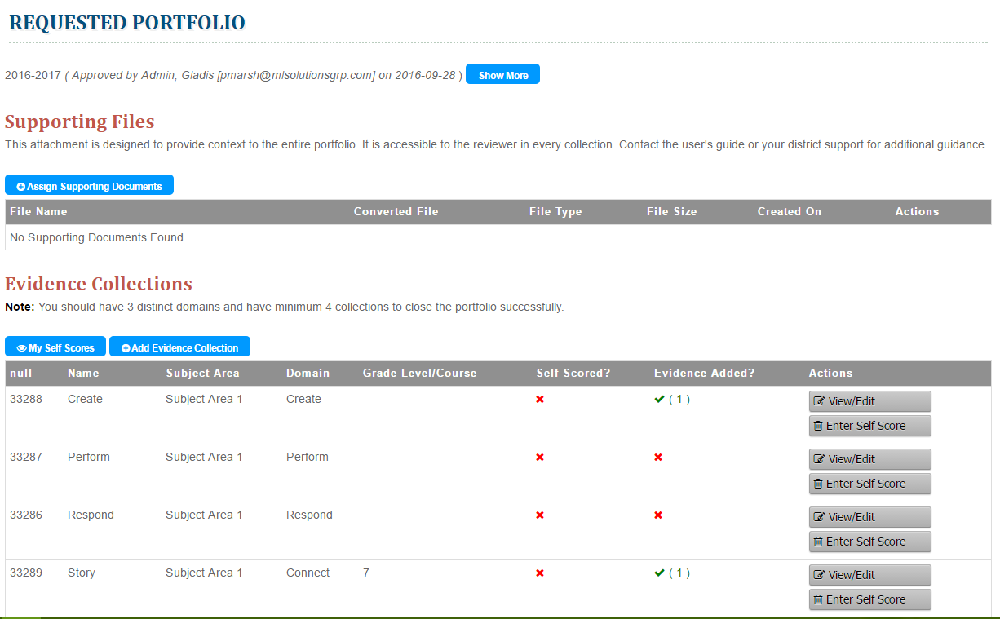 REQUESTED PORTFOLIO
2016-2017 ( Approved by Admin, Gladis [pmarsh@mlsolutionsgrp.com] on 2016-09-28 ) Show More
Supporting Files
This attachment is designed to provide context to the entire portfolio. It is accessible to the reviewer in every collection. Contact the user's guide or your district support for additional guidance
Assign Supporting Documents
File Name Converted File File Type File Size Created On Actions
No Supporting Documents Found
Evidence Collections
Note: You should have 3 distinct domains and have minimum 4 collections to close the portfolio successfully.
My Self Scores Add Evidence Collection
null Name Subject Area Domain Grade Level/Course Self Scored? Evidence Added? Actions
33288 Create Subject Area 1 Create ( 1 ) View/Edit
Enter Self Score
33287 Perform Subject Area 1 Perform View/Edit
Enter Self Score
33286 Respond Subject Area 1 Respond View/Edit
Enter Self Score
33289 Story Subject Area 1 Connect 7 ( 1 ) View/Edit
Enter Self Score